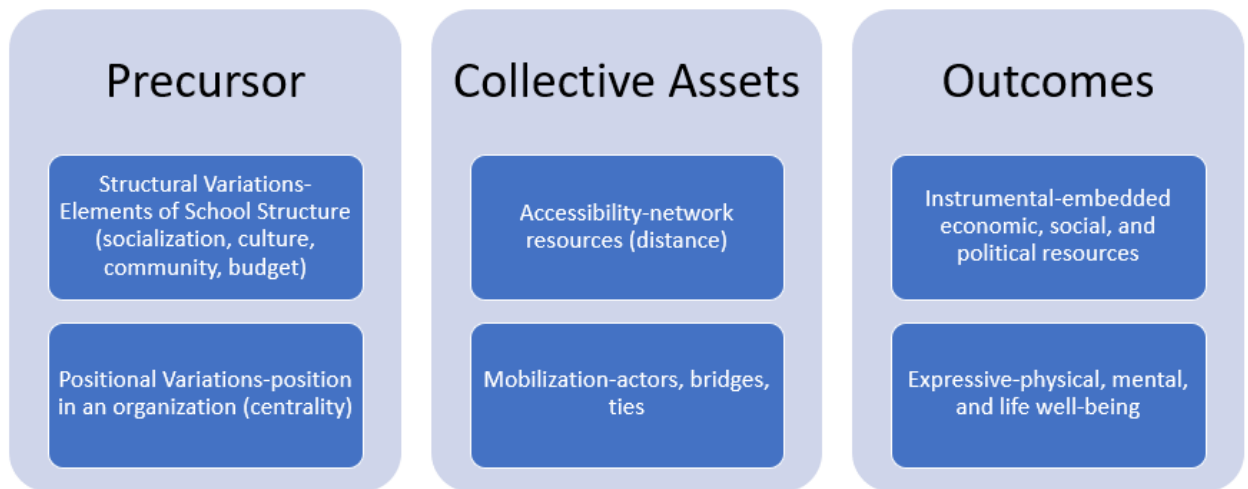 Precursor
Structural Variations-
Elements of School Structure
(socialization, culture,
community, budget)
Positional Variations-position
in an organization (centrality)
Collective Assets
Accessibility-network
resources (distance)
Mobilization-actors, bridges,
ties
Outcomes
Instrumental-embedded
economic, social, and
political resources
Expressive-physical, mental,
and life well-being